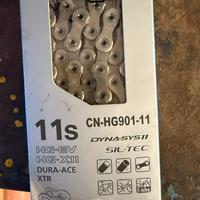 11s
CN-HG901-11
HG-EV
HG-X11
DYNA-SYS11
SIL-TEC
DURA-ACE
XTR